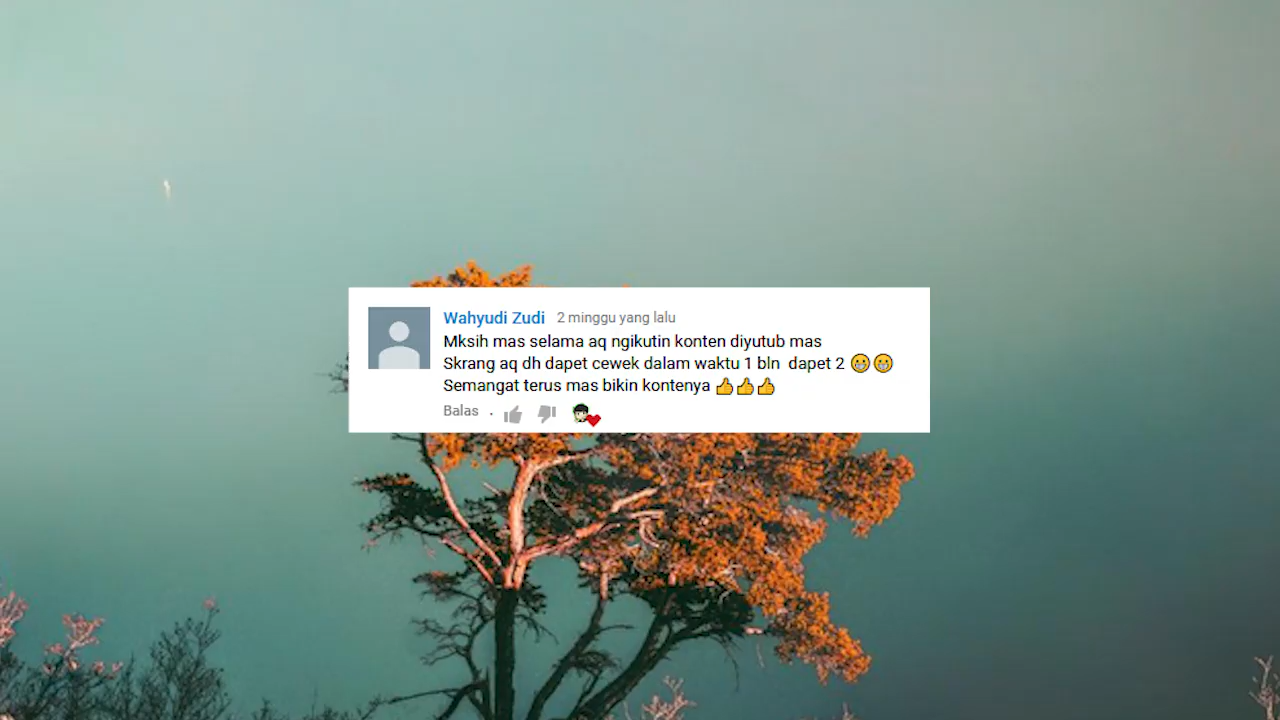 Wahyudi Zudi 2 minggu yang lalu
Mksih mas selama aq ngikutin konten diyutub mas
Skrang aq dh dapet cewek dalam waktu 1 bln dapet 2 😬😬
Semangat terus mas bikin kontenya 👍👍👍
Balas .